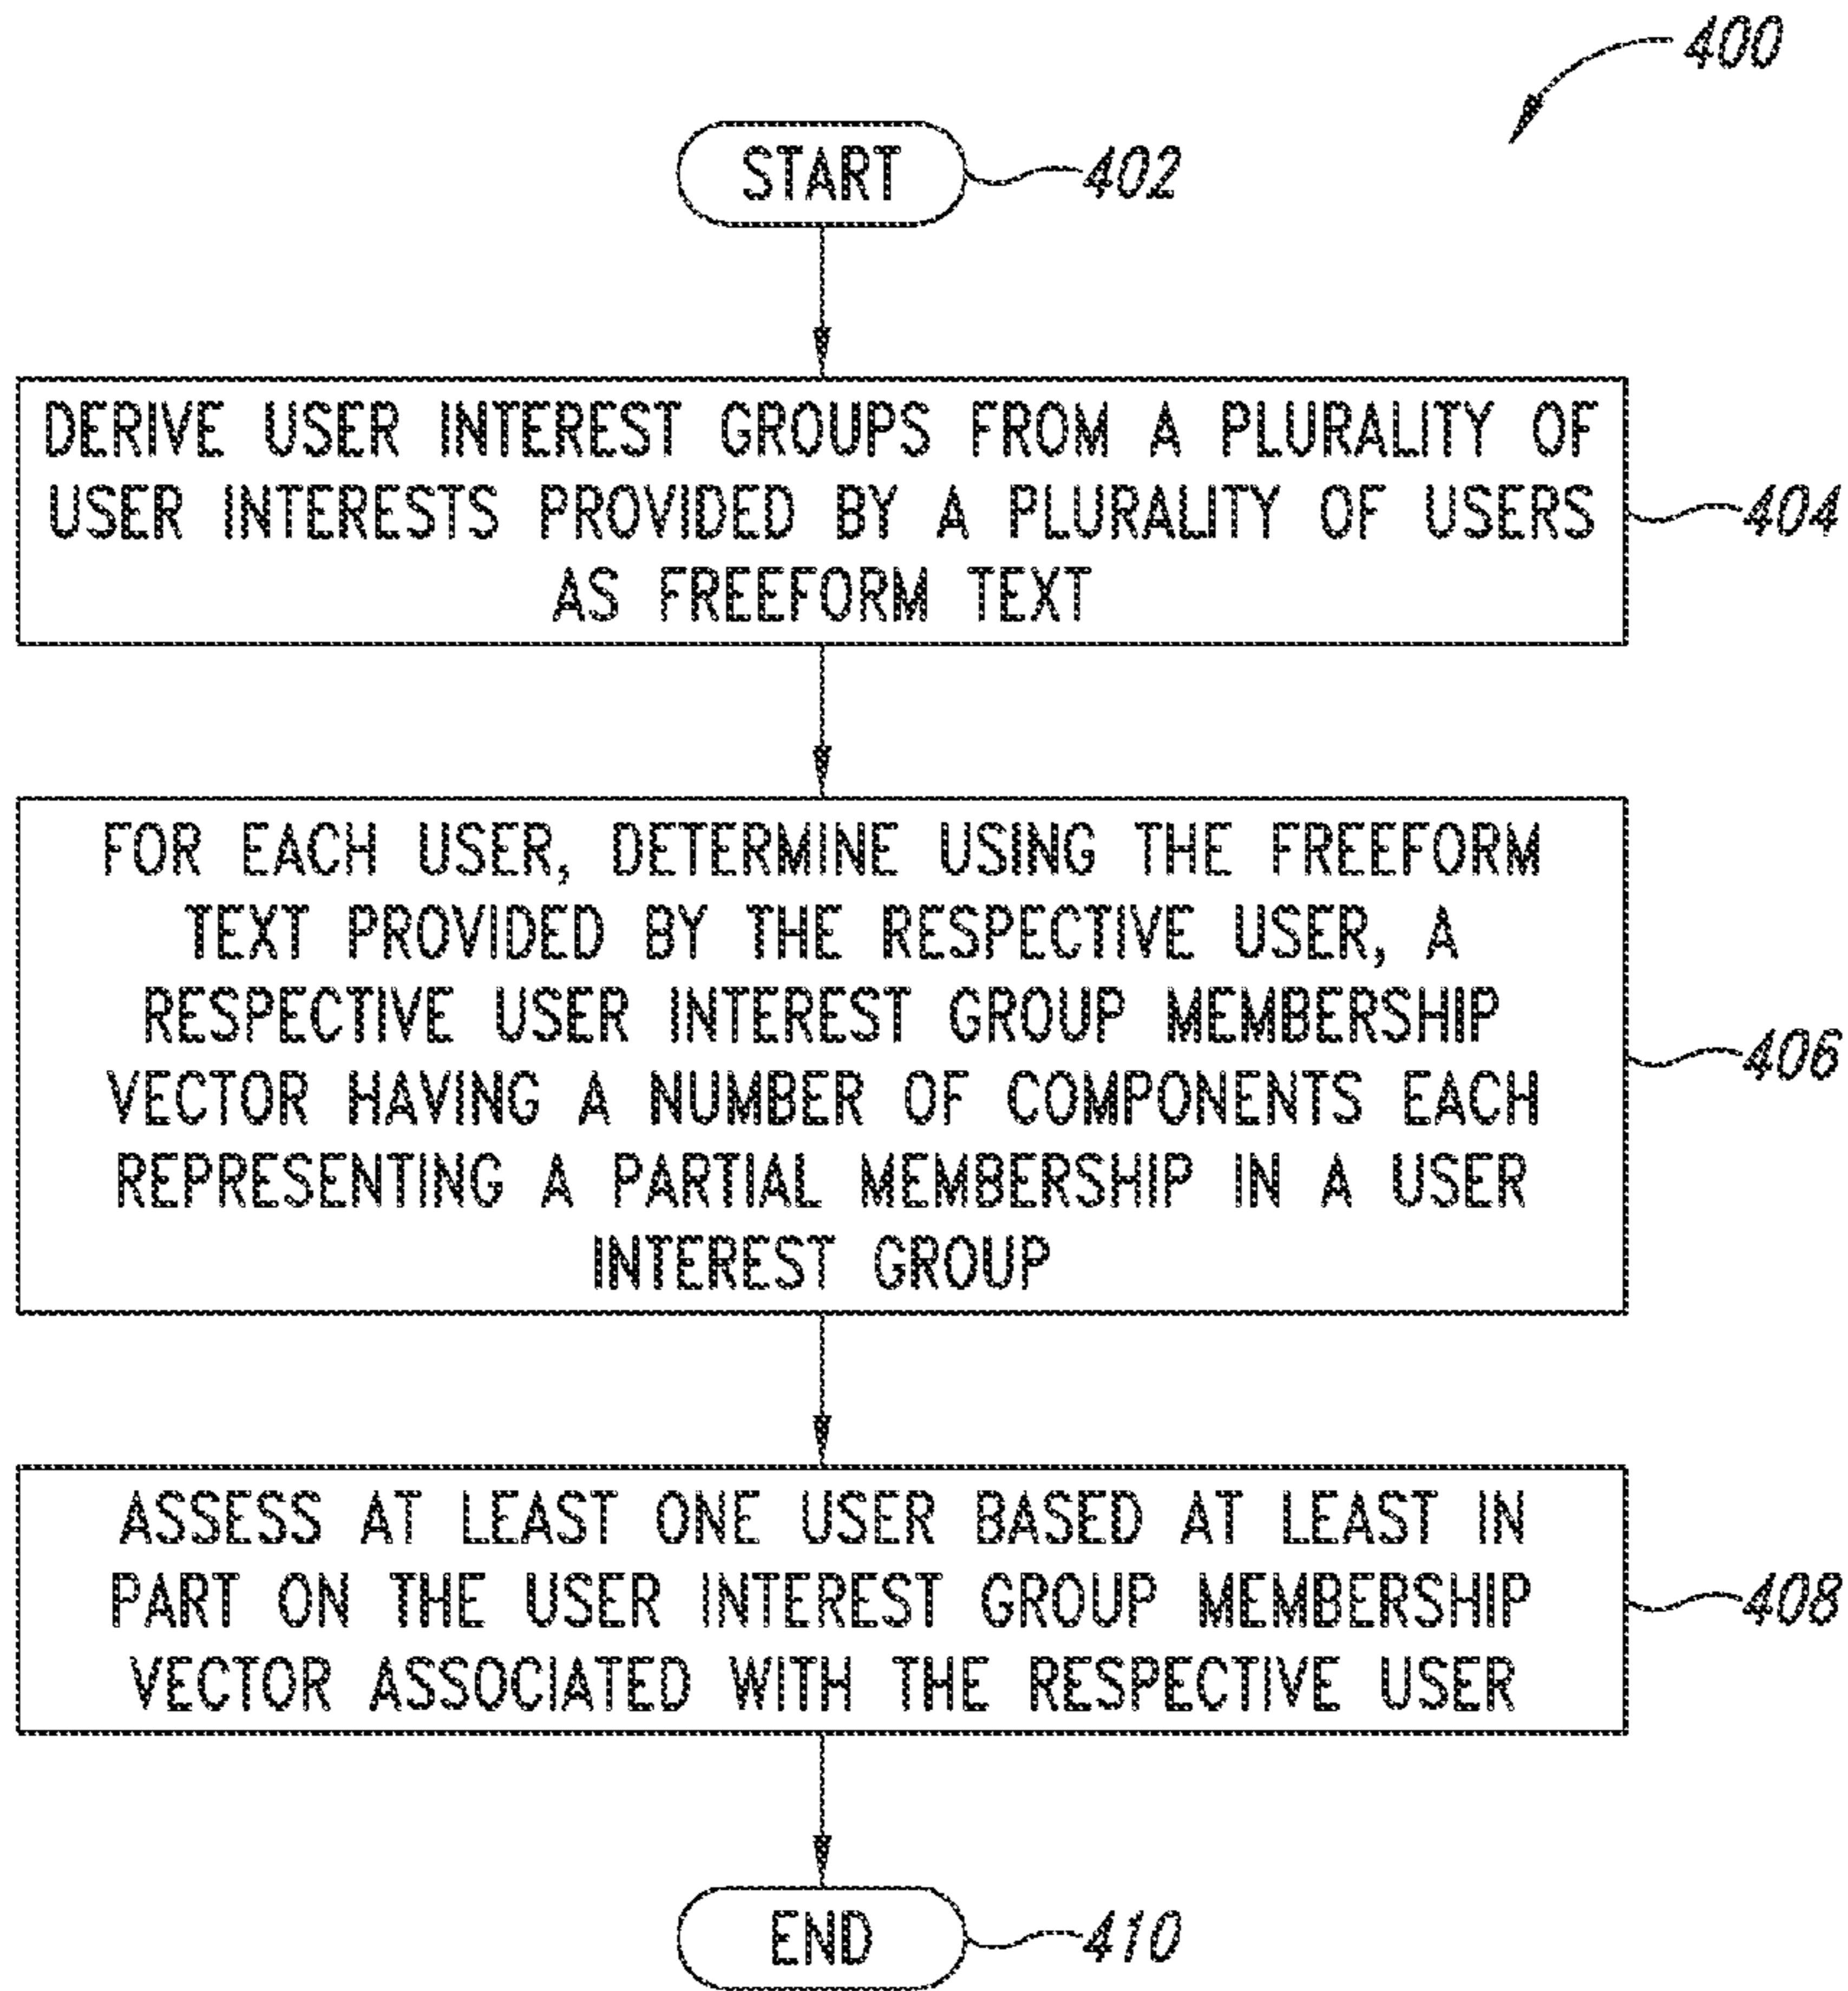 400
START
402
DERIVE USER INTEREST GROUPS FROM A PLURALITY OF
USER INTERESTS PROVIDED BY A PLURALITY OF USERS
AS FREEFORM TEXT
404
FOR EACH USER, DETERMINE USING THE FREEFORM
TEXT PROVIDED BY THE RESPECTIVE USER, A
RESPECTIVE USER INTEREST GROUP MEMBERSHIP
VECTOR HAVING A NUMBER OF COMPONENTS EACH
REPRESENTING A PARTIAL MEMBERSHIP IN A USER
INTEREST GROUP
406
ASSESS AT LEAST ONE USER BASED AT LEAST IN
PART ON THE USER INTEREST GROUP MEMBERSHIP
VECTOR ASSOCIATED WITH THE RESPECTIVE USER
408
END
410